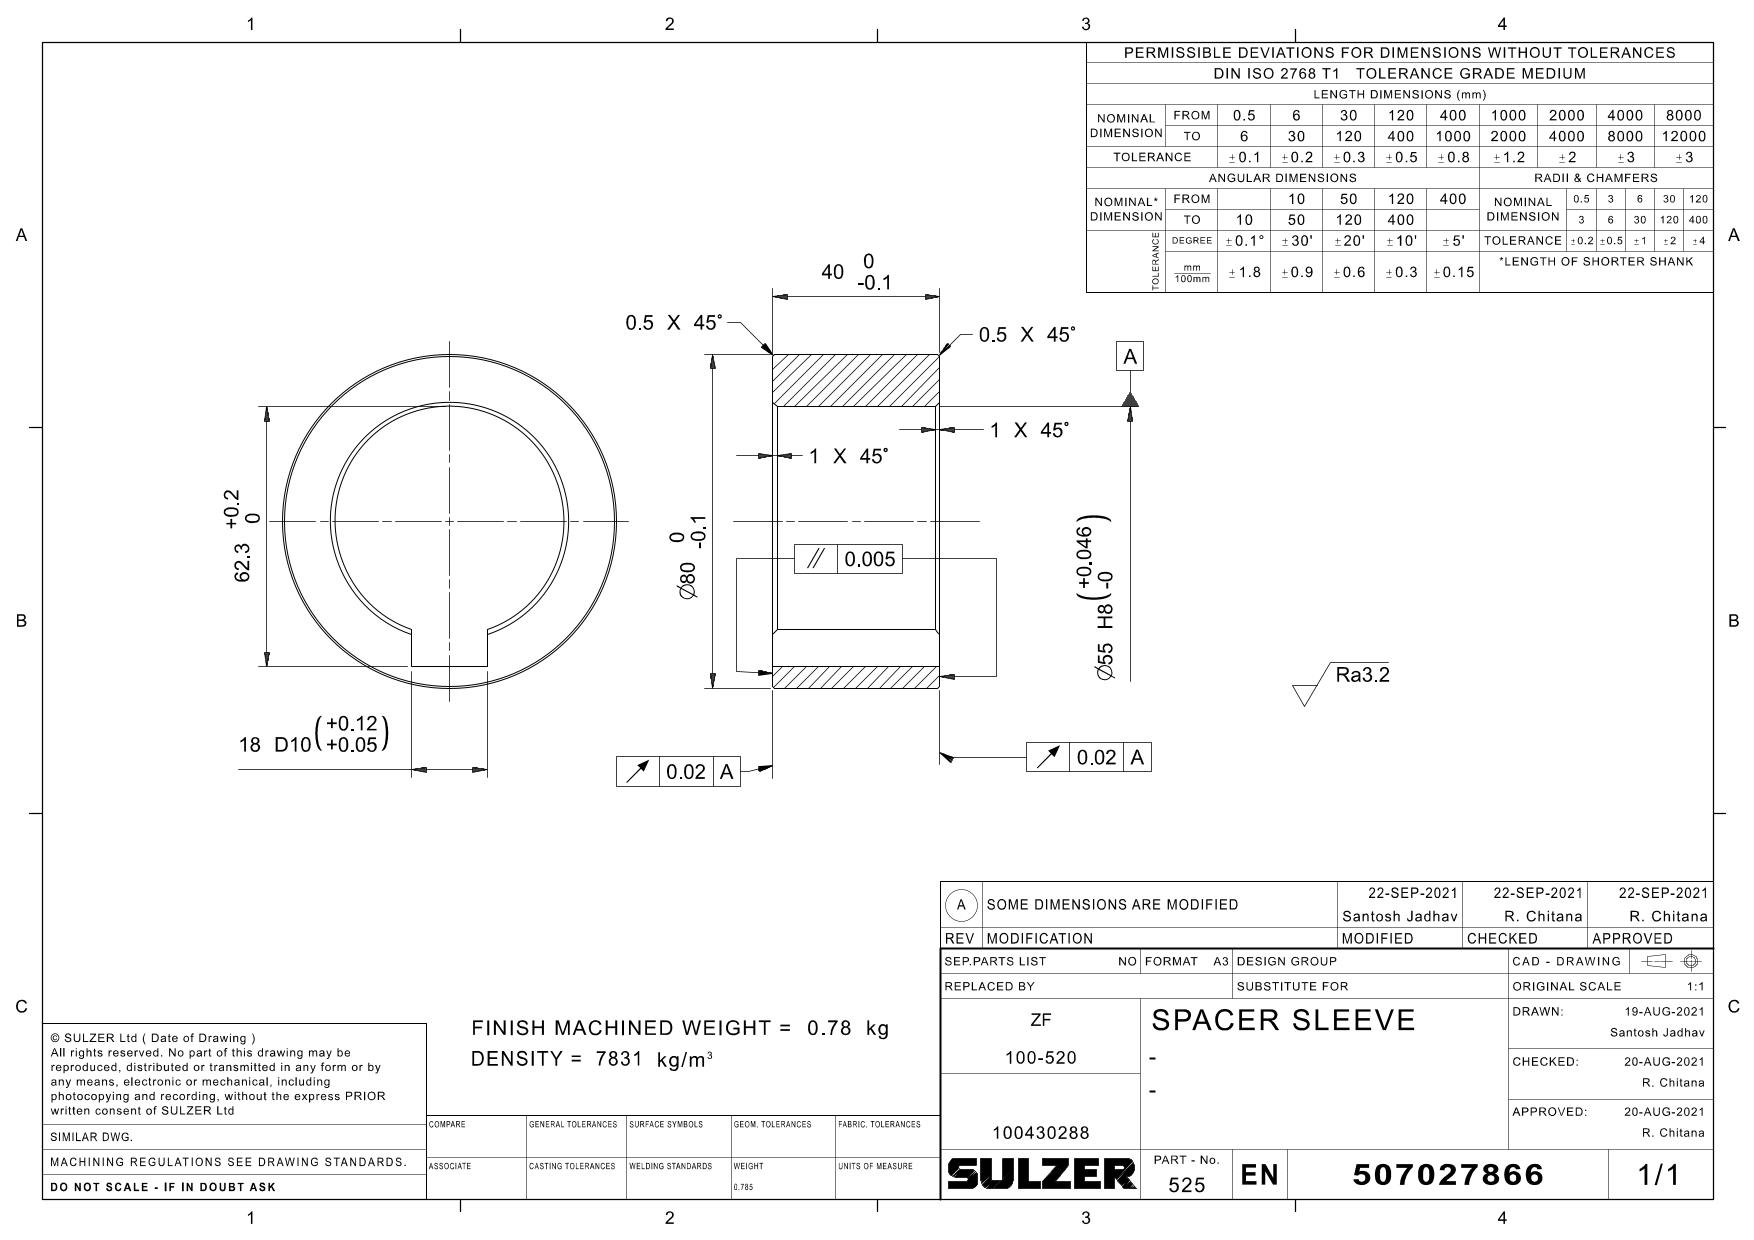 1 2 3 4
PERMISSIBLE DEVIATIONS FOR DIMENSIONS WITHOUT TOLERANCES
DIN ISO 2768 T1 TOLERANCE GRADE MEDIUM
LENGTH DIMENSIONS (mm)
NOMINAL DIMENSION FROM 0.5 6 30 120 400 1000 2000 4000 8000
TO 6 30 120 400 1000 2000 4000 8000 12000
TOLERANCE ±0.1 ±0.2 ±0.3 ±0.5 ±0.8 ±1.2 ±2 ±3 ±3
ANGULAR DIMENSIONS
NOMINAL* DIMENSION FROM 10 50 120 400
TO 10 50 120 400
TOLERANCE
DEGREE ±0.1° ±30' ±20' ±10' ±5'
mm/100mm ±1.8 ±0.9 ±0.6 ±0.3 ±0.15
RADII & CHAMFERS
NOMINAL DIMENSION 0.5 3 6 30 120
3 6 30 120 400
TOLERANCE ±0.2 ±0.5 ±1 ±2 ±4
*LENGTH OF SHORTER SHANK
A A
40 0 -0.1
0.5 X 45°
0.5 X 45°
A
1 X 45°
1 X 45°
62.3 +0.2 0
Ø80 0 -0.1
// 0.005
Ø55 H8(+0.046 -0)
B B
Ra3.2
18 D10(+0.12 +0.05)
↗ 0.02 A
↗ 0.02 A
A SOME DIMENSIONS ARE MODIFIED
22-SEP-2021 22-SEP-2021 22-SEP-2021
Santosh Jadhav R. Chitana R. Chitana
REV MODIFICATION MODIFIED CHECKED APPROVED
SEP.PARTS LIST NO FORMAT A3 DESIGN GROUP CAD - DRAWING
REPLACED BY SUBSTITUTE FOR ORIGINAL SCALE 1:1
C C
ZF
100-520
100430288
SPACER SLEEVE
-
-
DRAWN: 19-AUG-2021
Santosh Jadhav
CHECKED: 20-AUG-2021
R. Chitana
APPROVED: 20-AUG-2021
R. Chitana
FINISH MACHINED WEIGHT = 0.78 kg
DENSITY = 7831 kg/m³
© SULZER Ltd ( Date of Drawing )
All rights reserved. No part of this drawing may be
reproduced, distributed or transmitted in any form or by
any means, electronic or mechanical, including
photocopying and recording, without the express PRIOR
written consent of SULZER Ltd
SIMILAR DWG.
MACHINING REGULATIONS SEE DRAWING STANDARDS.
DO NOT SCALE - IF IN DOUBT ASK
COMPARE GENERAL TOLERANCES SURFACE SYMBOLS GEOM. TOLERANCES FABRIC. TOLERANCES
ASSOCIATE CASTING TOLERANCES WELDING STANDARDS WEIGHT UNITS OF MEASURE
0.785
SULZER
PART - No.
525
EN
507027866
1/1
1 2 3 4